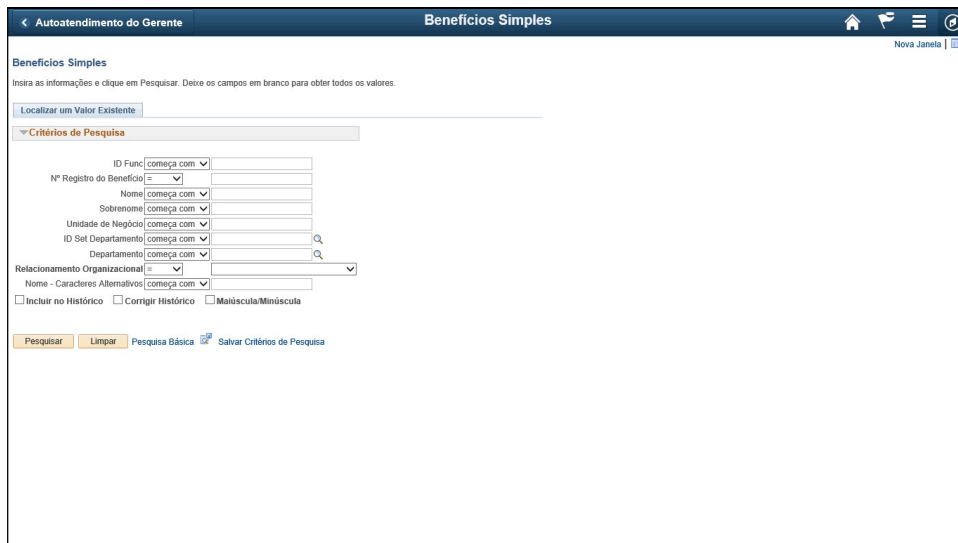 Autoatendimento do Gerente
Benefícios Simples
Nova Janela |
Benefícios Simples
Insira as informações e clique em Pesquisar. Deixe os campos em branco para obter todos os valores.
Localizar um Valor Existente
Critérios de Pesquisa
ID Func começa com
Nº Registro do Benefício =
Nome começa com
Sobrenome começa com
Unidade de Negócio começa com
ID Set Departamento começa com
Departamento começa com
Relacionamento Organizacional =
Nome - Caracteres Alternativos começa com
Incluir no Histórico Corrigir Histórico Maiúscula/Minúscula
Pesquisar Limpar Pesquisa Básica Salvar Critérios de Pesquisa